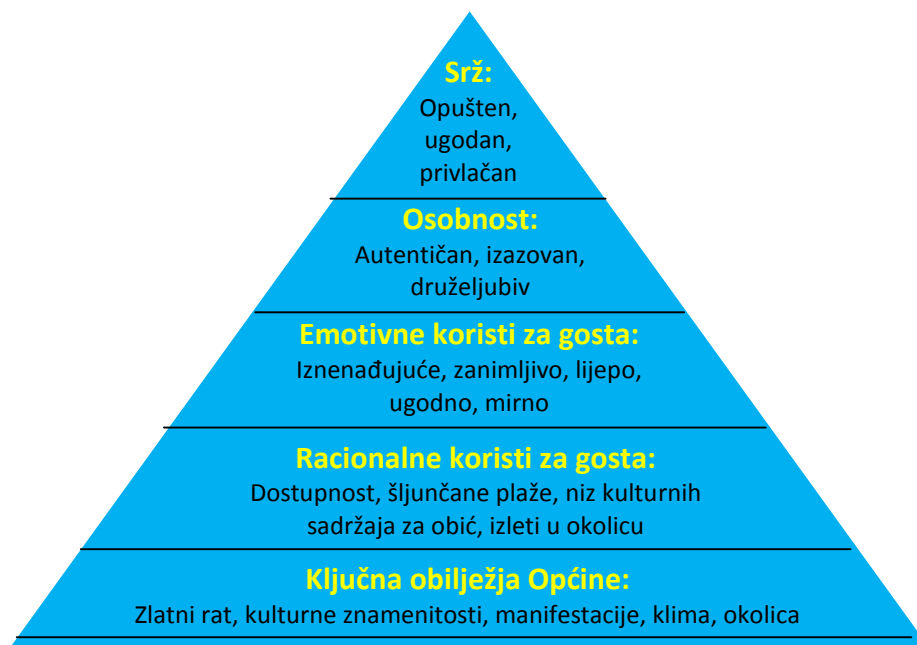 Srž:
Opušten,
ugodan,
privlačan
Osobnost:
Autentičan, izazovan,
druželjubiv
Emotivne koristi za gosta:
Iznenađujuće, zanimljivo, lijepo,
ugodno, mirno
Racionalne koristi za gosta:
Dostupnost, šljunčane plaže, niz kulturnih
sadržaja za obić, izleti u okolicu
Ključna obilježja Općine:
Zlatni rat, kulturne znamenitosti, manifestacije, klima, okolica